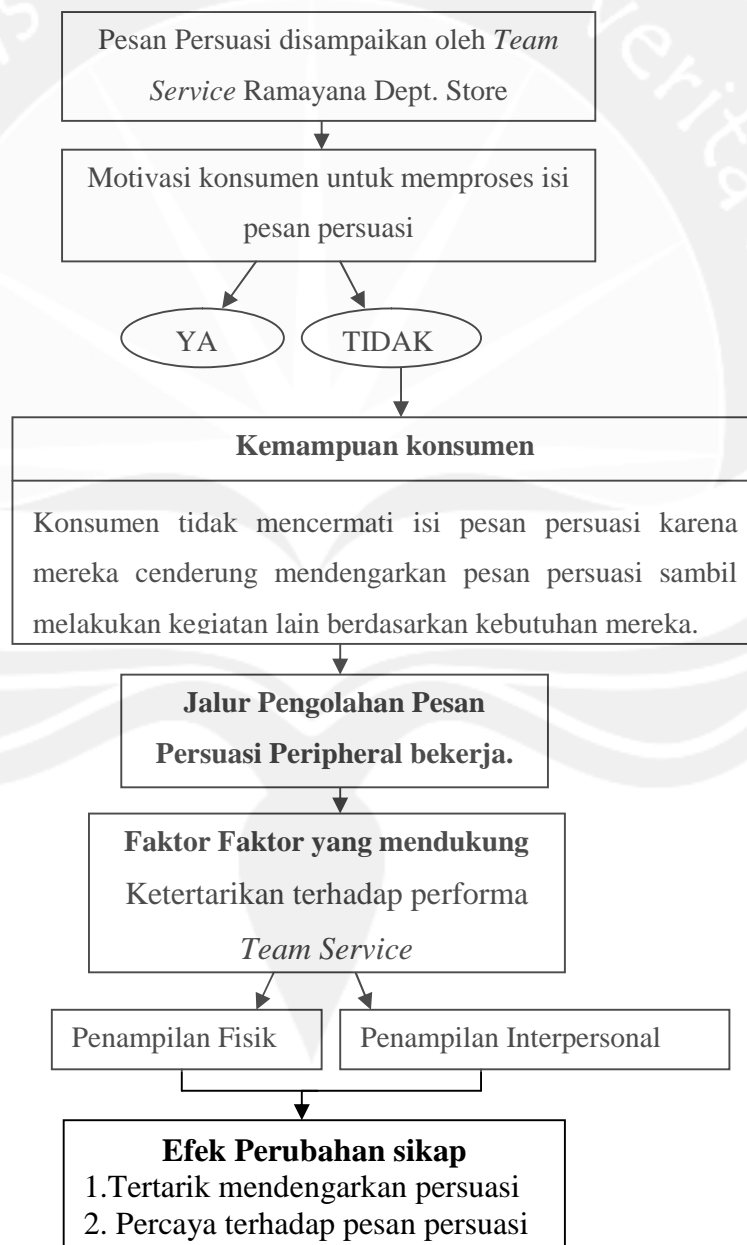 Pesan Persuasi disampaikan oleh Team
Service Ramayana Dept. Store
Motivasi konsumen untuk memproses isi
pesan persuasi
YA
TIDAK
Kemampuan konsumen
Konsumen tidak mencermati isi pesan persuasi karena
mereka cenderung mendengarkan pesan persuasi sambil
melakukan kegiatan lain berdasarkan kebutuhan mereka.
Jalur Pengolahan Pesan
Persuasi Peripheral bekerja.
Faktor Faktor yang mendukung
Ketertarikan terhadap performa
Team Service
Penampilan Fisik
Penampilan Interpersonal
Efek Perubahan sikap
1.Tertarik mendengarkan persuasi
2. Percaya terhadap pesan persuasi